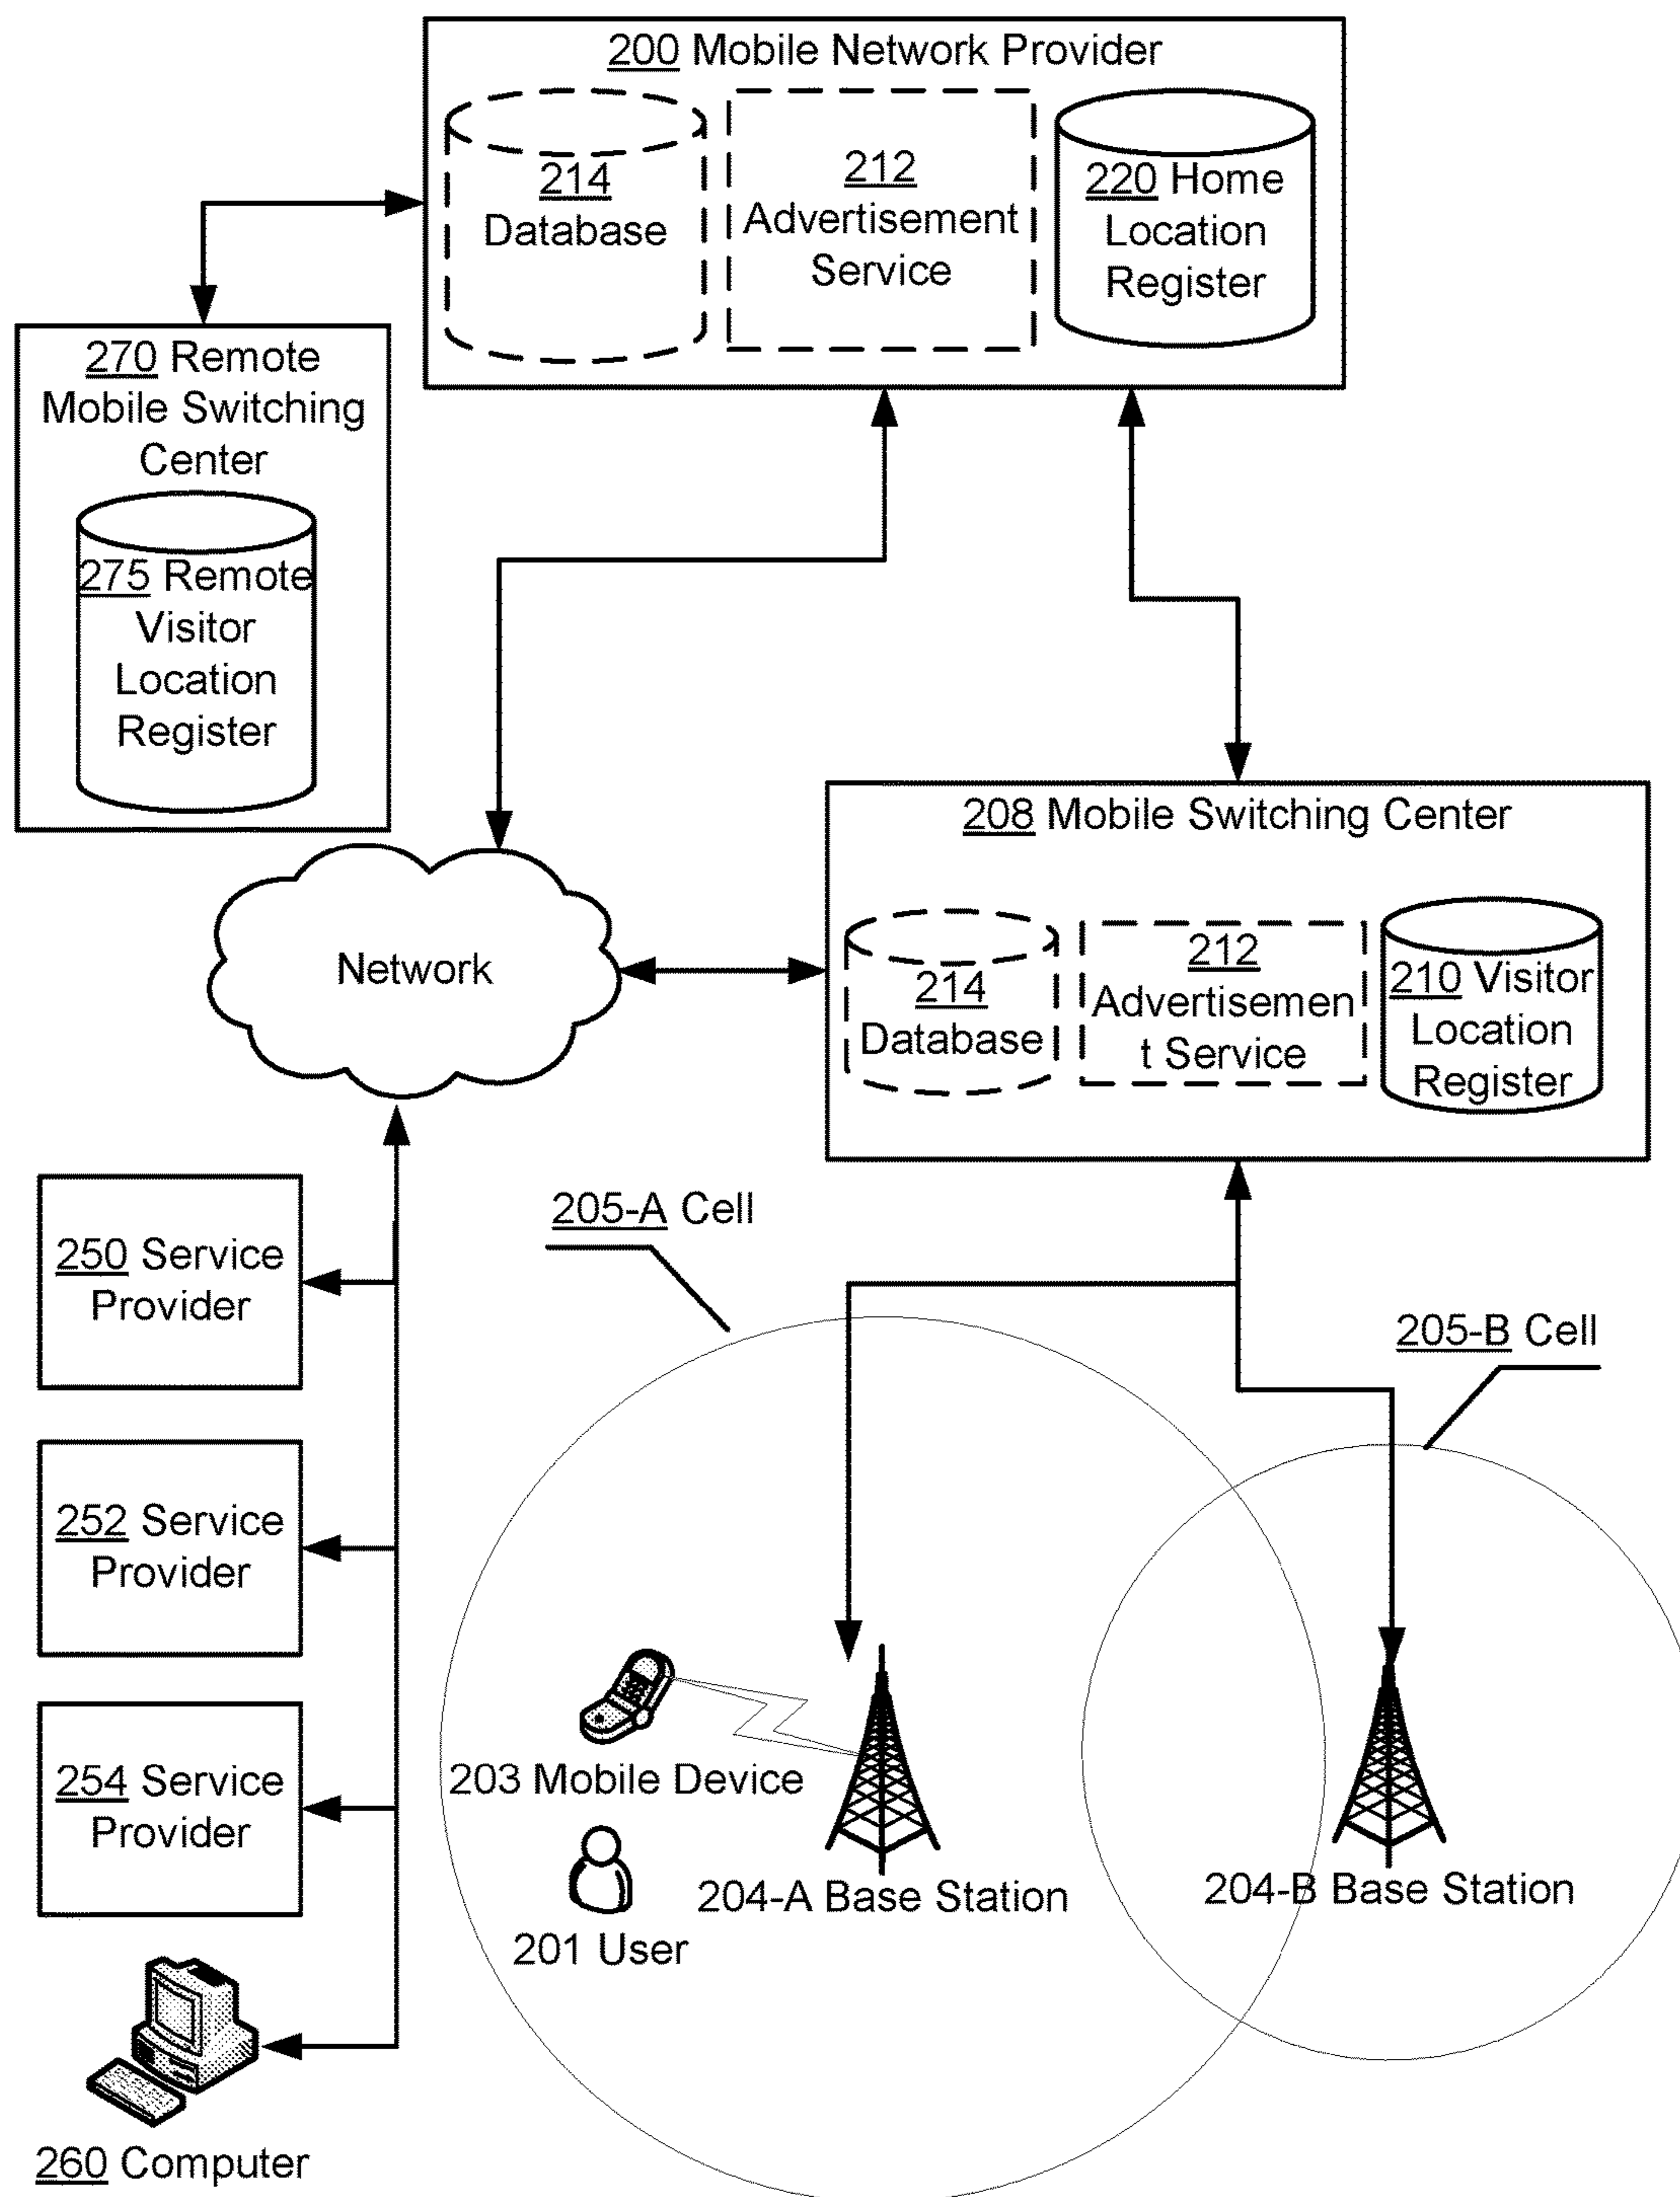 200 Mobile Network Provider
214
Database
212
Advertisement
Service
220 Home
Location
Register
270 Remote
Mobile Switching
Center
275 Remote
Visitor
Location
Register
Network
208 Mobile Switching Center
214
Database
212
Advertisemen
t Service
210 Visitor
Location
Register
250 Service
Provider
252 Service
Provider
254 Service
Provider
260 Computer
205-A Cell
205-B Cell
203 Mobile Device
201 User
204-A Base Station
204-B Base Station